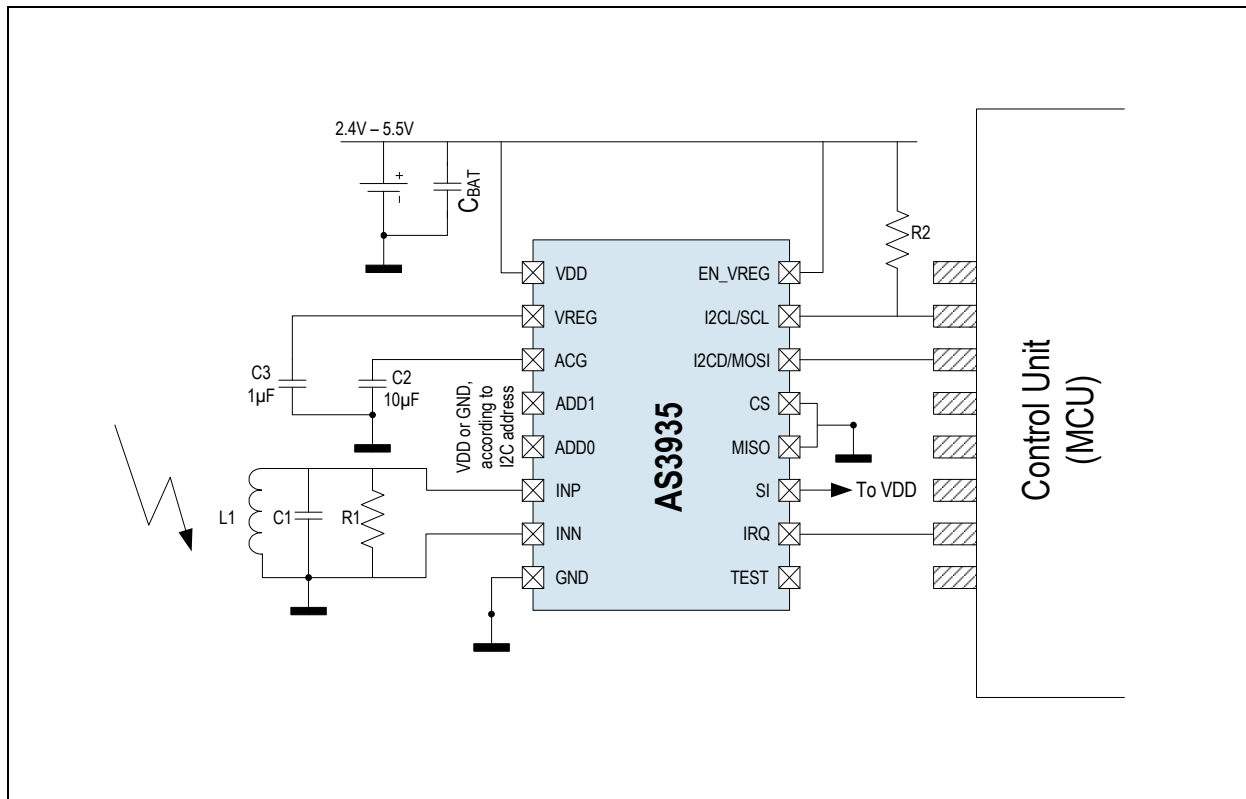 2.4V – 5.5V
+
-
CBAT
R2
VDD
VREG
ACG
ADD1
ADD0
INP
INN
GND
EN_VREG
I2CL/SCL
I2CD/MOSI
CS
MISO
SI
IRQ
TEST
AS3935
C3
1µF
C2
10µF
VDD or GND,
according to
I2C address
L1
C1
R1
To VDD
Control Unit
(MCU)